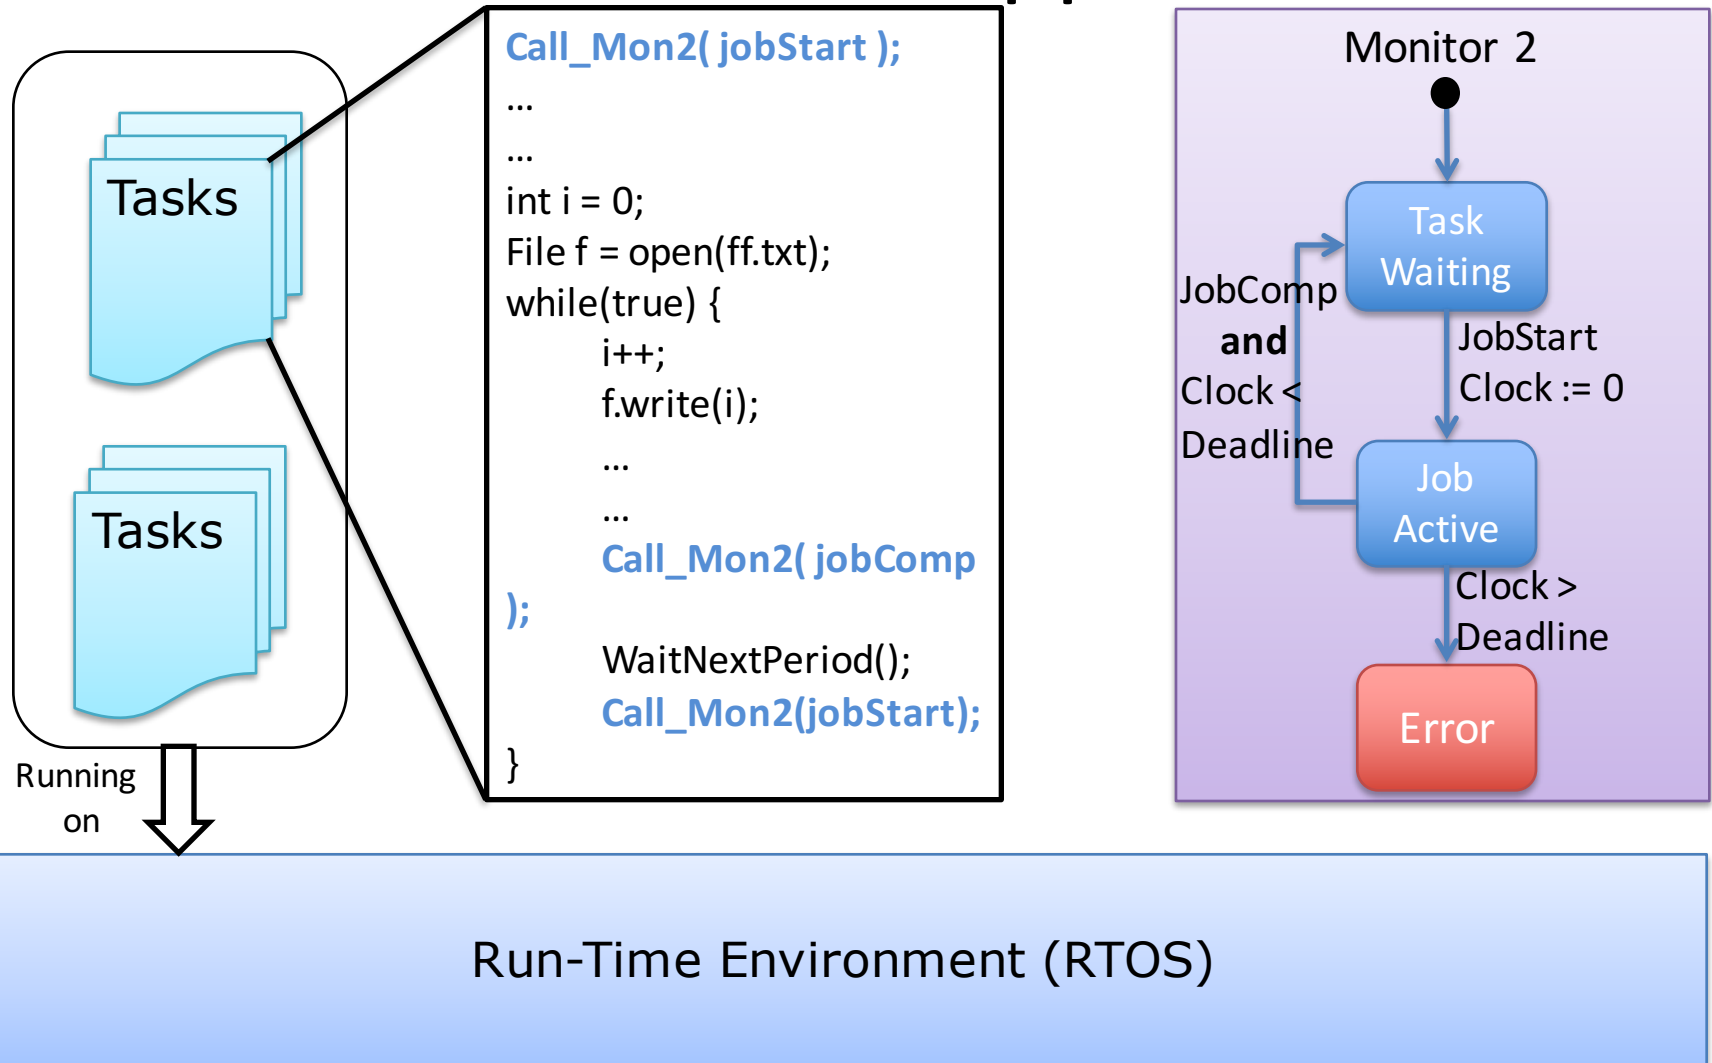 Tasks
Tasks
Running
on
Call_Mon2( jobStart );
...
...
int i = 0;
File f = open(ff.txt);
while(true) {
i++;
f.write(i);
...
...
Call_Mon2( jobComp
);
WaitNextPeriod();
Call_Mon2(jobStart);
}
Monitor 2
Task
Waiting
JobComp
and
Clock <
Deadline
JobStart
Clock := 0
Job
Active
Clock >
Deadline
Error
Run-Time Environment (RTOS)